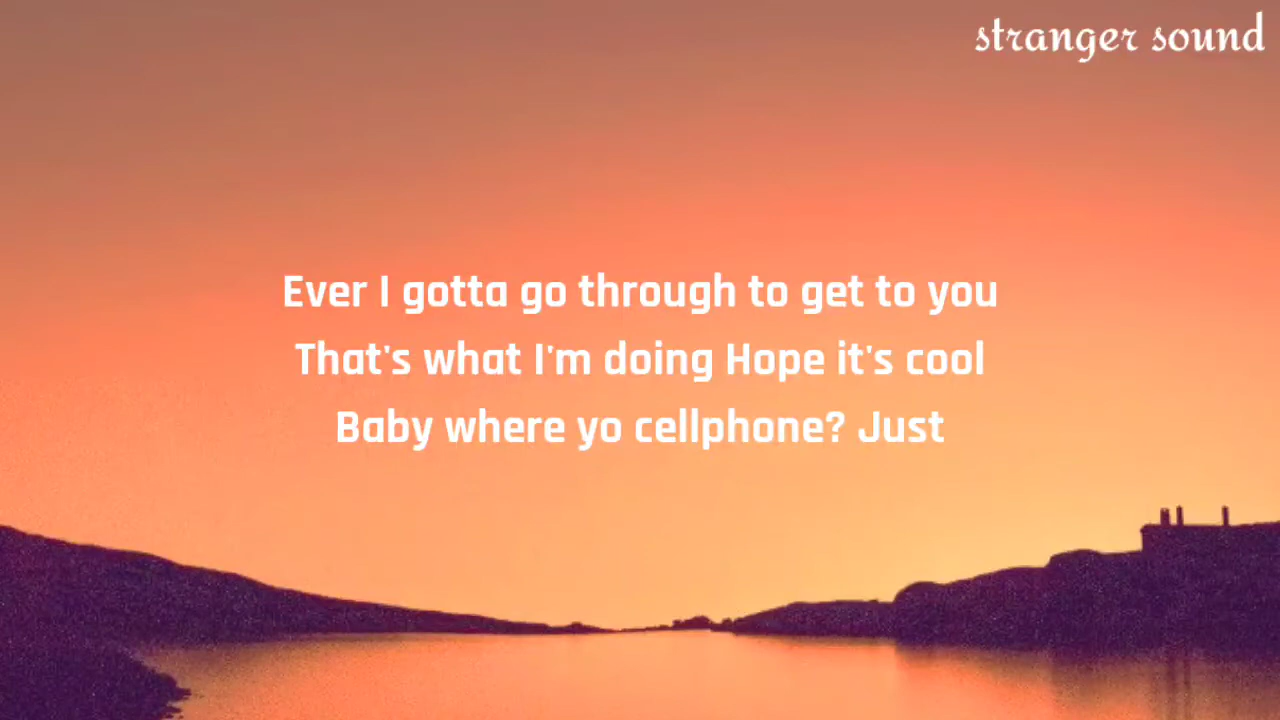 stranger sound
Ever I gotta go through to get to you
That's what I'm doing Hope it's cool
Baby where yo cellphone? Just